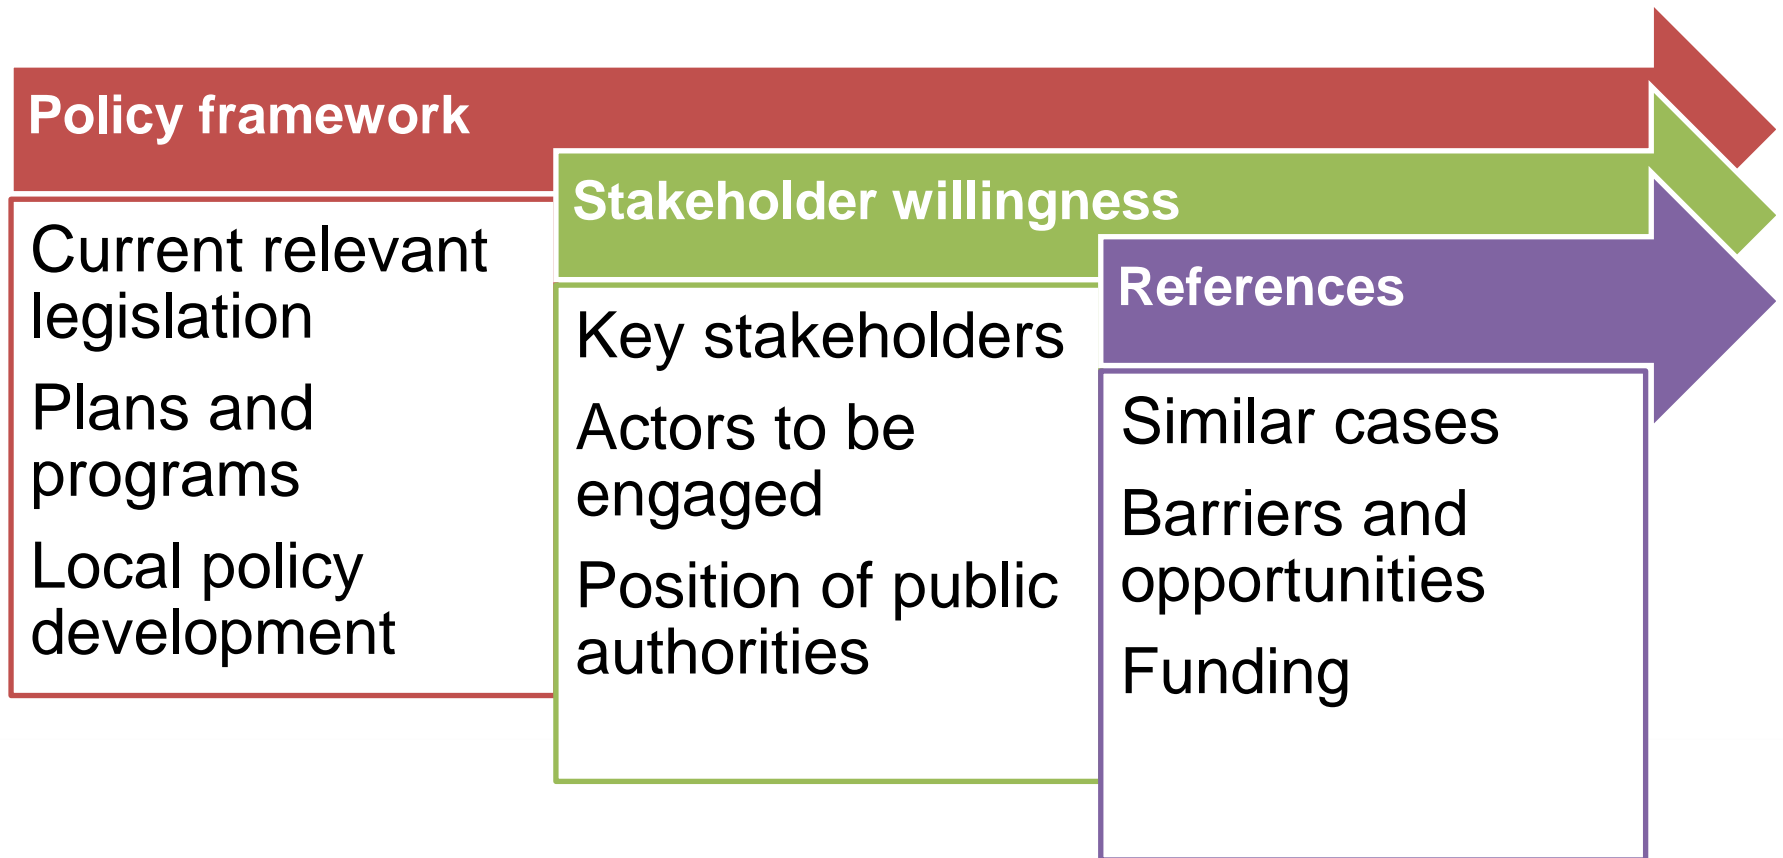 Policy framework
Current relevant
legislation
Plans and
programs
Local policy
development
Stakeholder willingness
Key stakeholders
Actors to be
engaged
Position of public
authorities
References
Similar cases
Barriers and
opportunities
Funding